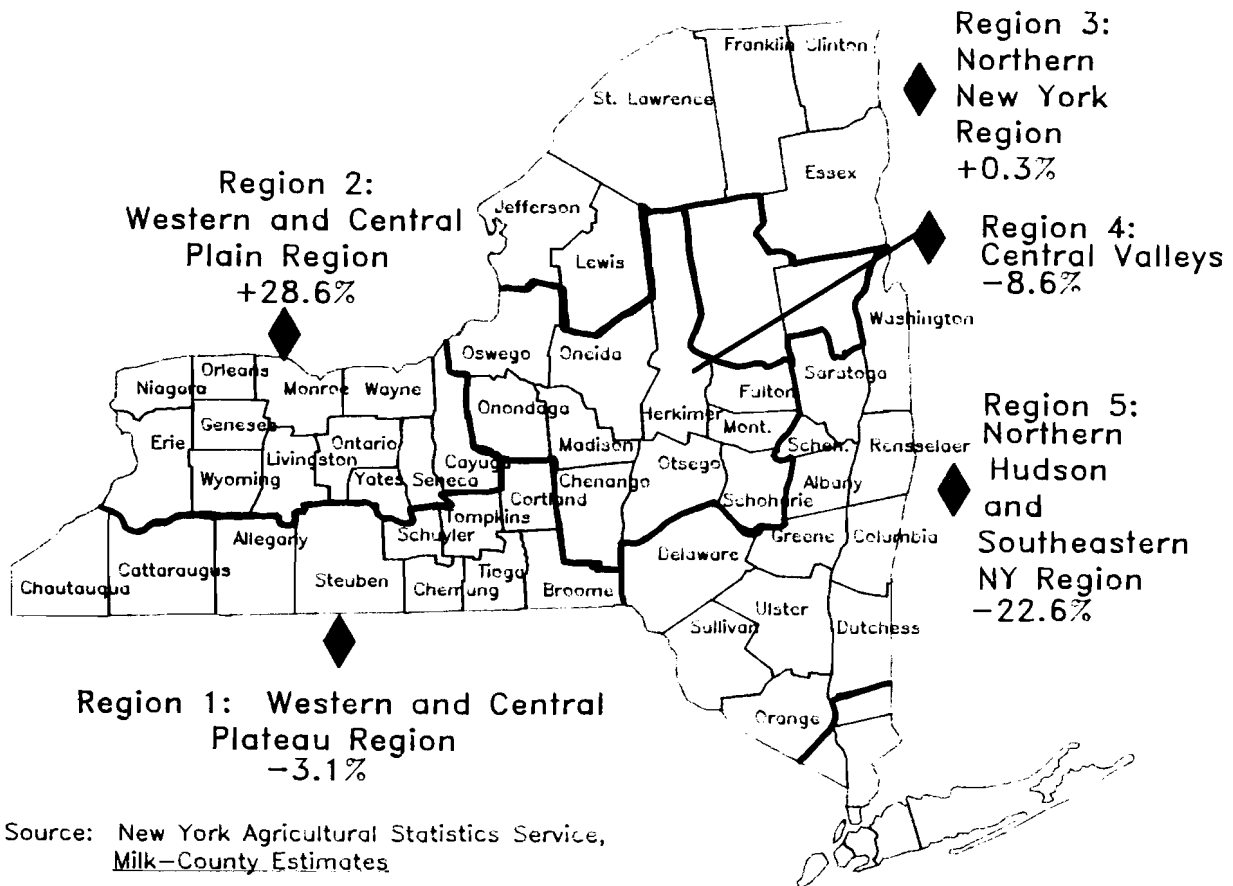 Region 3:
Northern
New York
Region
+0.3%
Franklin
Clinton
St. Lawrence
Essex
Region 2:
Western and Central
Plain Region
+28.6%
Jefferson
Lewis
Region 4:
Central Valleys
-8.6%
Washington
Oswego
Oneida
Saratoga
Niagara
Orleans
Monroe
Wayne
Fulton
Onondaga
Herkimer
Region 5:
Northern
Hudson
and
Southeastern
NY Region
-22.6%
Genesee
Erie
Ontario
Livingston
Madison
Mont.
Schen.
Rensselaer
Wyoming
Yates
Seneca
Cayuga
Cortland
Chenango
Otsego
Schoharie
Albany
Tompkins
Schuyler
Allegany
Delaware
Greene
Columbia
Chautauqua
Cattaraugus
Steuben
Chemung
Tioga
Broome
Ulster
Sullivan
Dutchess
Orange
Region 1: Western and Central
Plateau Region
-3.1%
Source: New York Agricultural Statistics Service,
Milk-County Estimates